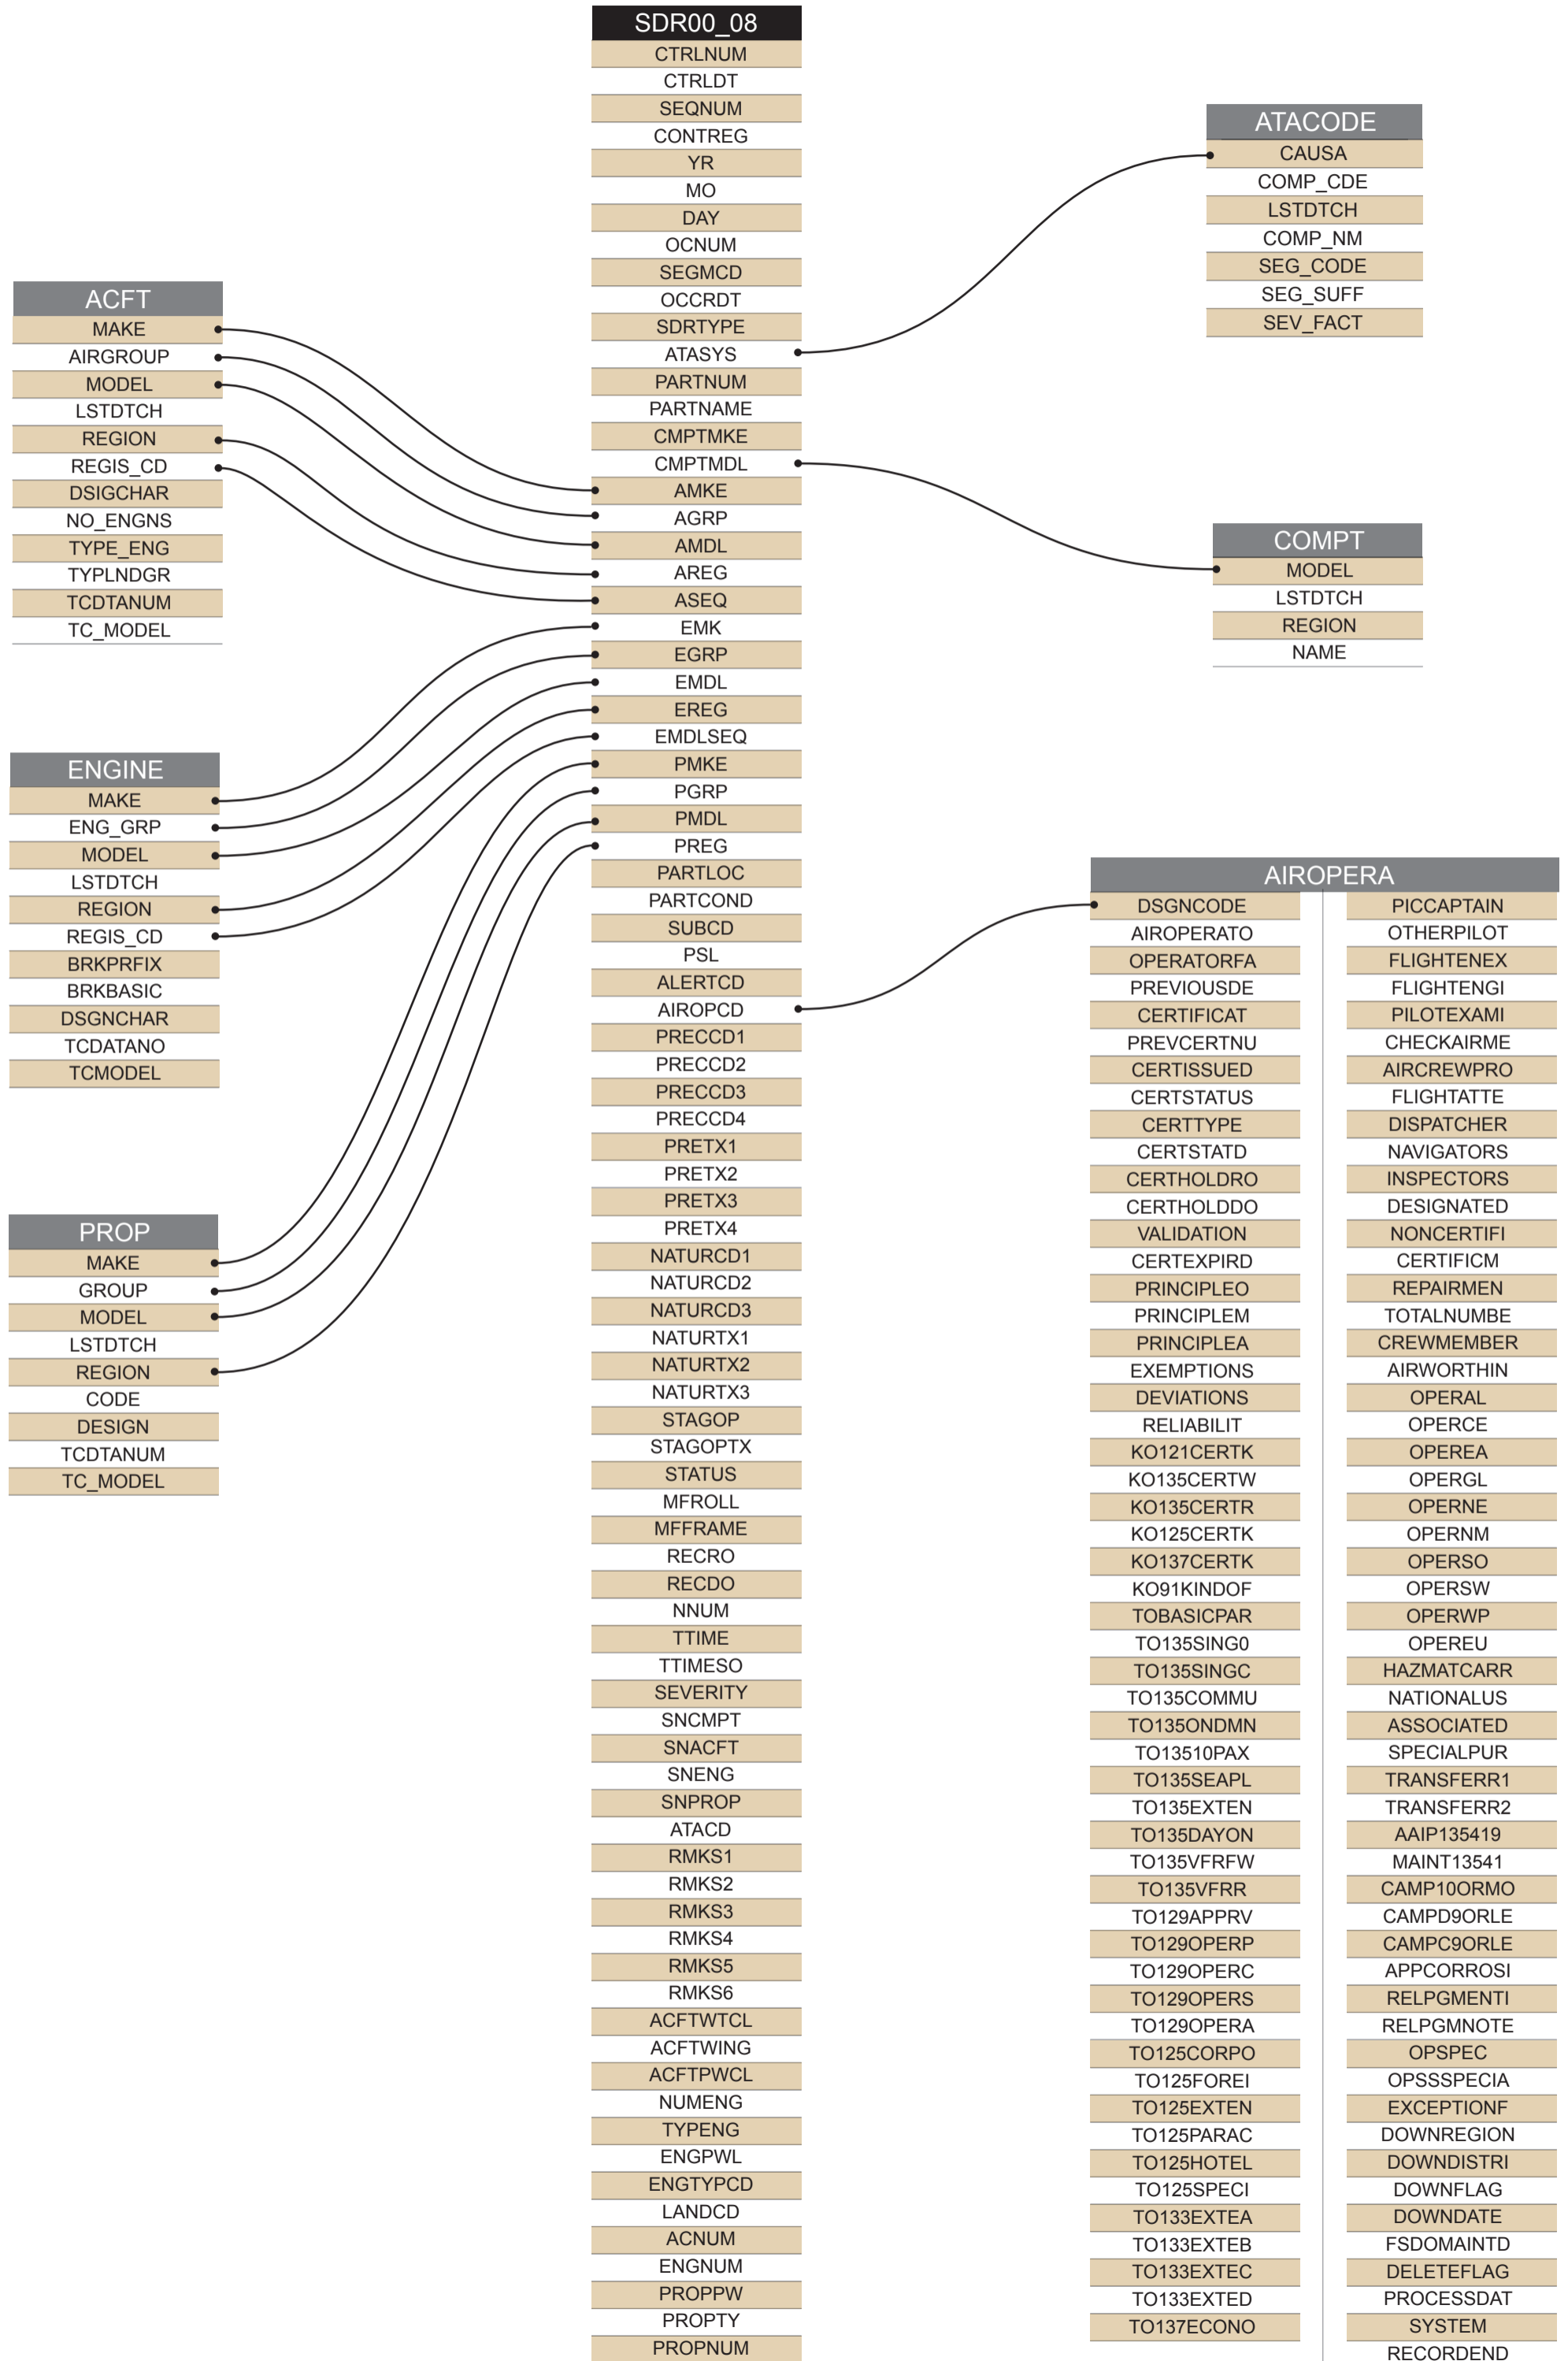 SDR00_08
CTRLNUM
CTRLDT
SEQNUM
CONTREG
YR
MO
DAY
OCNUM
SEGMCD
OCCRDT
SDRTYPE
ATASYS
PARTNUM
PARTNAME
CMPTMKE
CMPTMDL
AMKE
AGRP
AMDL
AREG
ASEQ
EMK
EGRP
EMDL
EREG
EMDLSEQ
PMKE
PGRP
PMDL
PREG
PARTLOC
PARTCOND
SUBCD
PSL
ALERTCD
AIROPCD
PRECCD1
PRECCD2
PRECCD3
PRECCD4
PRETX1
PRETX2
PRETX3
PRETX4
NATURCD1
NATURCD2
NATURCD3
NATURTX1
NATURTX2
NATURTX3
STAGOP
STAGOPTX
STATUS
MFROLL
MFFRAME
RECRO
RECDO
NNUM
TTIME
TTIMESO
SEVERITY
SNCMPT
SNACFT
SNENG
SNPROP
ATACD
RMKS1
RMKS2
RMKS3
RMKS4
RMKS5
RMKS6
ACFTWTCL
ACFTWING
ACFTPWCL
NUMENG
TYPENG
ENGPWL
ENGTYPCD
LANDCD
ACNUM
ENGNUM
PROPPW
PROPTY
PROPNUM
ACFT
MAKE
AIRGROUP
MODEL
LSTDTCH
REGION
REGIS_CD
DSIGCHAR
NO_ENGNS
TYPE_ENG
TYPLNDGR
TCDTANUM
TC_MODEL
ENGINE
MAKE
ENG_GRP
MODEL
LSTDTCH
REGION
REGIS_CD
BRKPRFIX
BRKBASIC
DSGNCHAR
TCDATANO
TCMODEL
PROP
MAKE
GROUP
MODEL
LSTDTCH
REGION
CODE
DESIGN
TCDTANUM
TC_MODEL
ATACODE
CAUSA
COMP_CDE
LSTDTCH
COMP_NM
SEG_CODE
SEG_SUFF
SEV_FACT
COMPT
MODEL
LSTDTCH
REGION
NAME
AIROPERA
DSGNCODE
AIROPERATO
OPERATORFA
PREVIOUSDE
CERTIFICAT
PREVCERTNU
CERTISSUED
CERTSTATUS
CERTTYPE
CERTSTATD
CERTHOLDRO
CERTHOLDDO
VALIDATION
CERTEXPIRD
PRINCIPLEO
PRINCIPLEM
PRINCIPLEA
EXEMPTIONS
DEVIATIONS
RELIABILIT
KO121CERTK
KO135CERTW
KO135CERTR
KO125CERTK
KO137CERTK
KO91KINDOF
TOBASICPAR
TO135SING0
TO135SINGC
TO135COMMU
TO135ONDMN
TO13510PAX
TO135SEAPL
TO135EXTEN
TO135DAYON
TO135VFRFW
TO135VFRR
TO129APPRV
TO129OPERP
TO129OPERC
TO129OPERS
TO129OPERA
TO125CORPO
TO125FOREI
TO125EXTEN
TO125PARAC
TO125HOTEL
TO125SPECI
TO133EXTEA
TO133EXTEB
TO133EXTEC
TO133EXTED
TO137ECONO
PICCAPTAIN
OTHERPILOT
FLIGHTENEX
FLIGHTENGI
PILOTEXAMI
CHECKAIRME
AIRCREWPRO
FLIGHTATTE
DISPATCHER
NAVIGATORS
INSPECTORS
DESIGNATED
NONCERTIFI
CERTIFICM
REPAIRMEN
TOTALNUMBE
CREWMEMBER
AIRWORTHIN
OPERAL
OPERCE
OPEREA
OPERGL
OPERNE
OPERNM
OPERSO
OPERSW
OPERWP
OPEREU
HAZMATCARR
NATIONALUS
ASSOCIATED
SPECIALPUR
TRANSFERR1
TRANSFERR2
AAIP135419
MAINT13541
CAMP10ORMO
CAMPD9ORLE
CAMPC9ORLE
APPCORROSI
RELPGMENTI
RELPGMNOTE
OPSPEC
OPSSSPECIA
EXCEPTIONF
DOWNREGION
DOWNDISTRI
DOWNFLAG
DOWNDATE
FSDOMAINTD
DELETEFLAG
PROCESSDAT
SYSTEM
RECORDEND